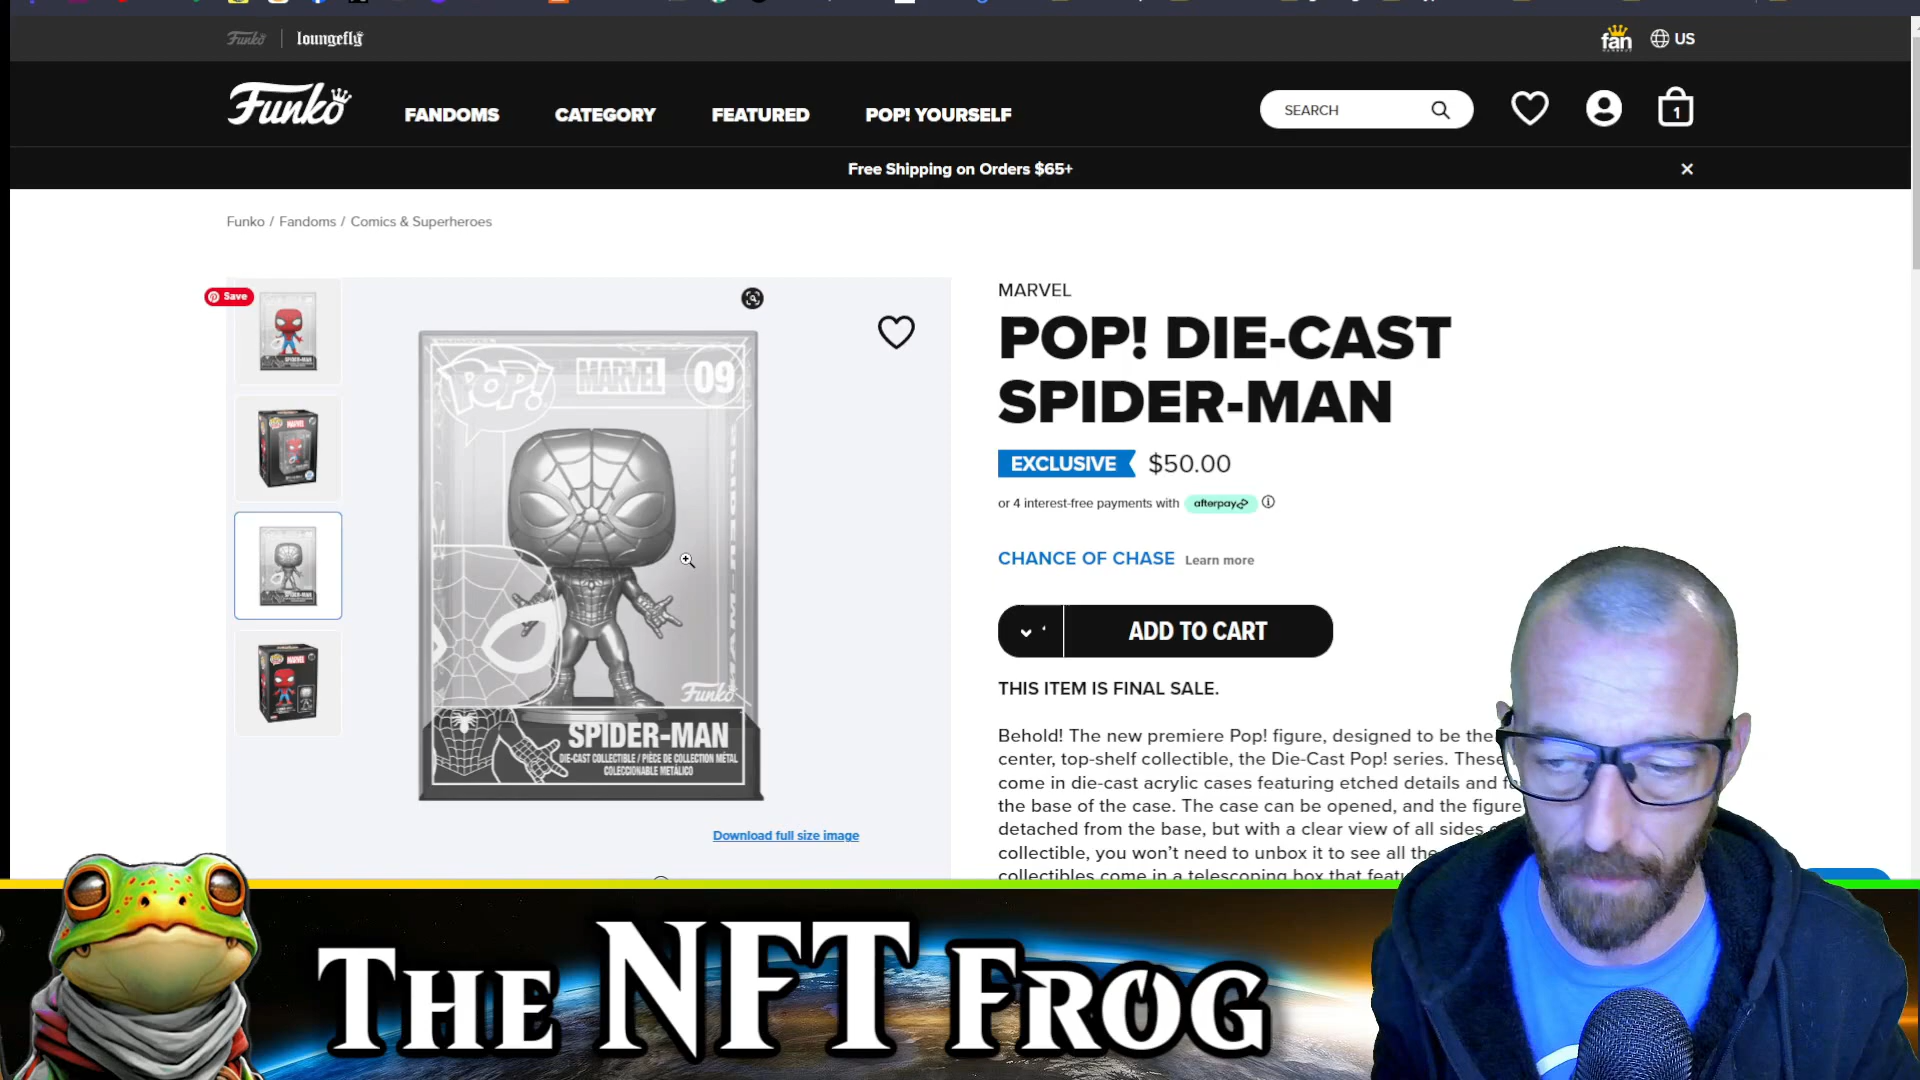 Funko
loungefly
fan
US
Funko
FANDOMS
CATEGORY
FEATURED
POP! YOURSELF
SEARCH
1
Free Shipping on Orders $65+
Funko / Fandoms / Comics & Superheroes
Save
MARVEL
POP! DIE-CAST
SPIDER-MAN
EXCLUSIVE
$50.00
or 4 interest-free payments with afterpay
CHANCE OF CHASE
Learn more
ADD TO CART
THIS ITEM IS FINAL SALE.
Behold! The new premiere Pop! figure, designed to be the
center, top-shelf collectible, the Die-Cast Pop! series. These
come in die-cast acrylic cases featuring etched details and
the base of the case. The case can be opened, and the figure
detached from the base, but with a clear view of all sides
collectible, you won't need to unbox it to see all the
collectibles come in a telescoping box that
POP!
MARVEL
09
Funko
SPIDER-MAN
DIE-CAST COLLECTIBLE / PIÈCE DE COLLECTION MÉTAL
COLECCIONABLE METÁLICO
Download full size image
THE NFT FROG